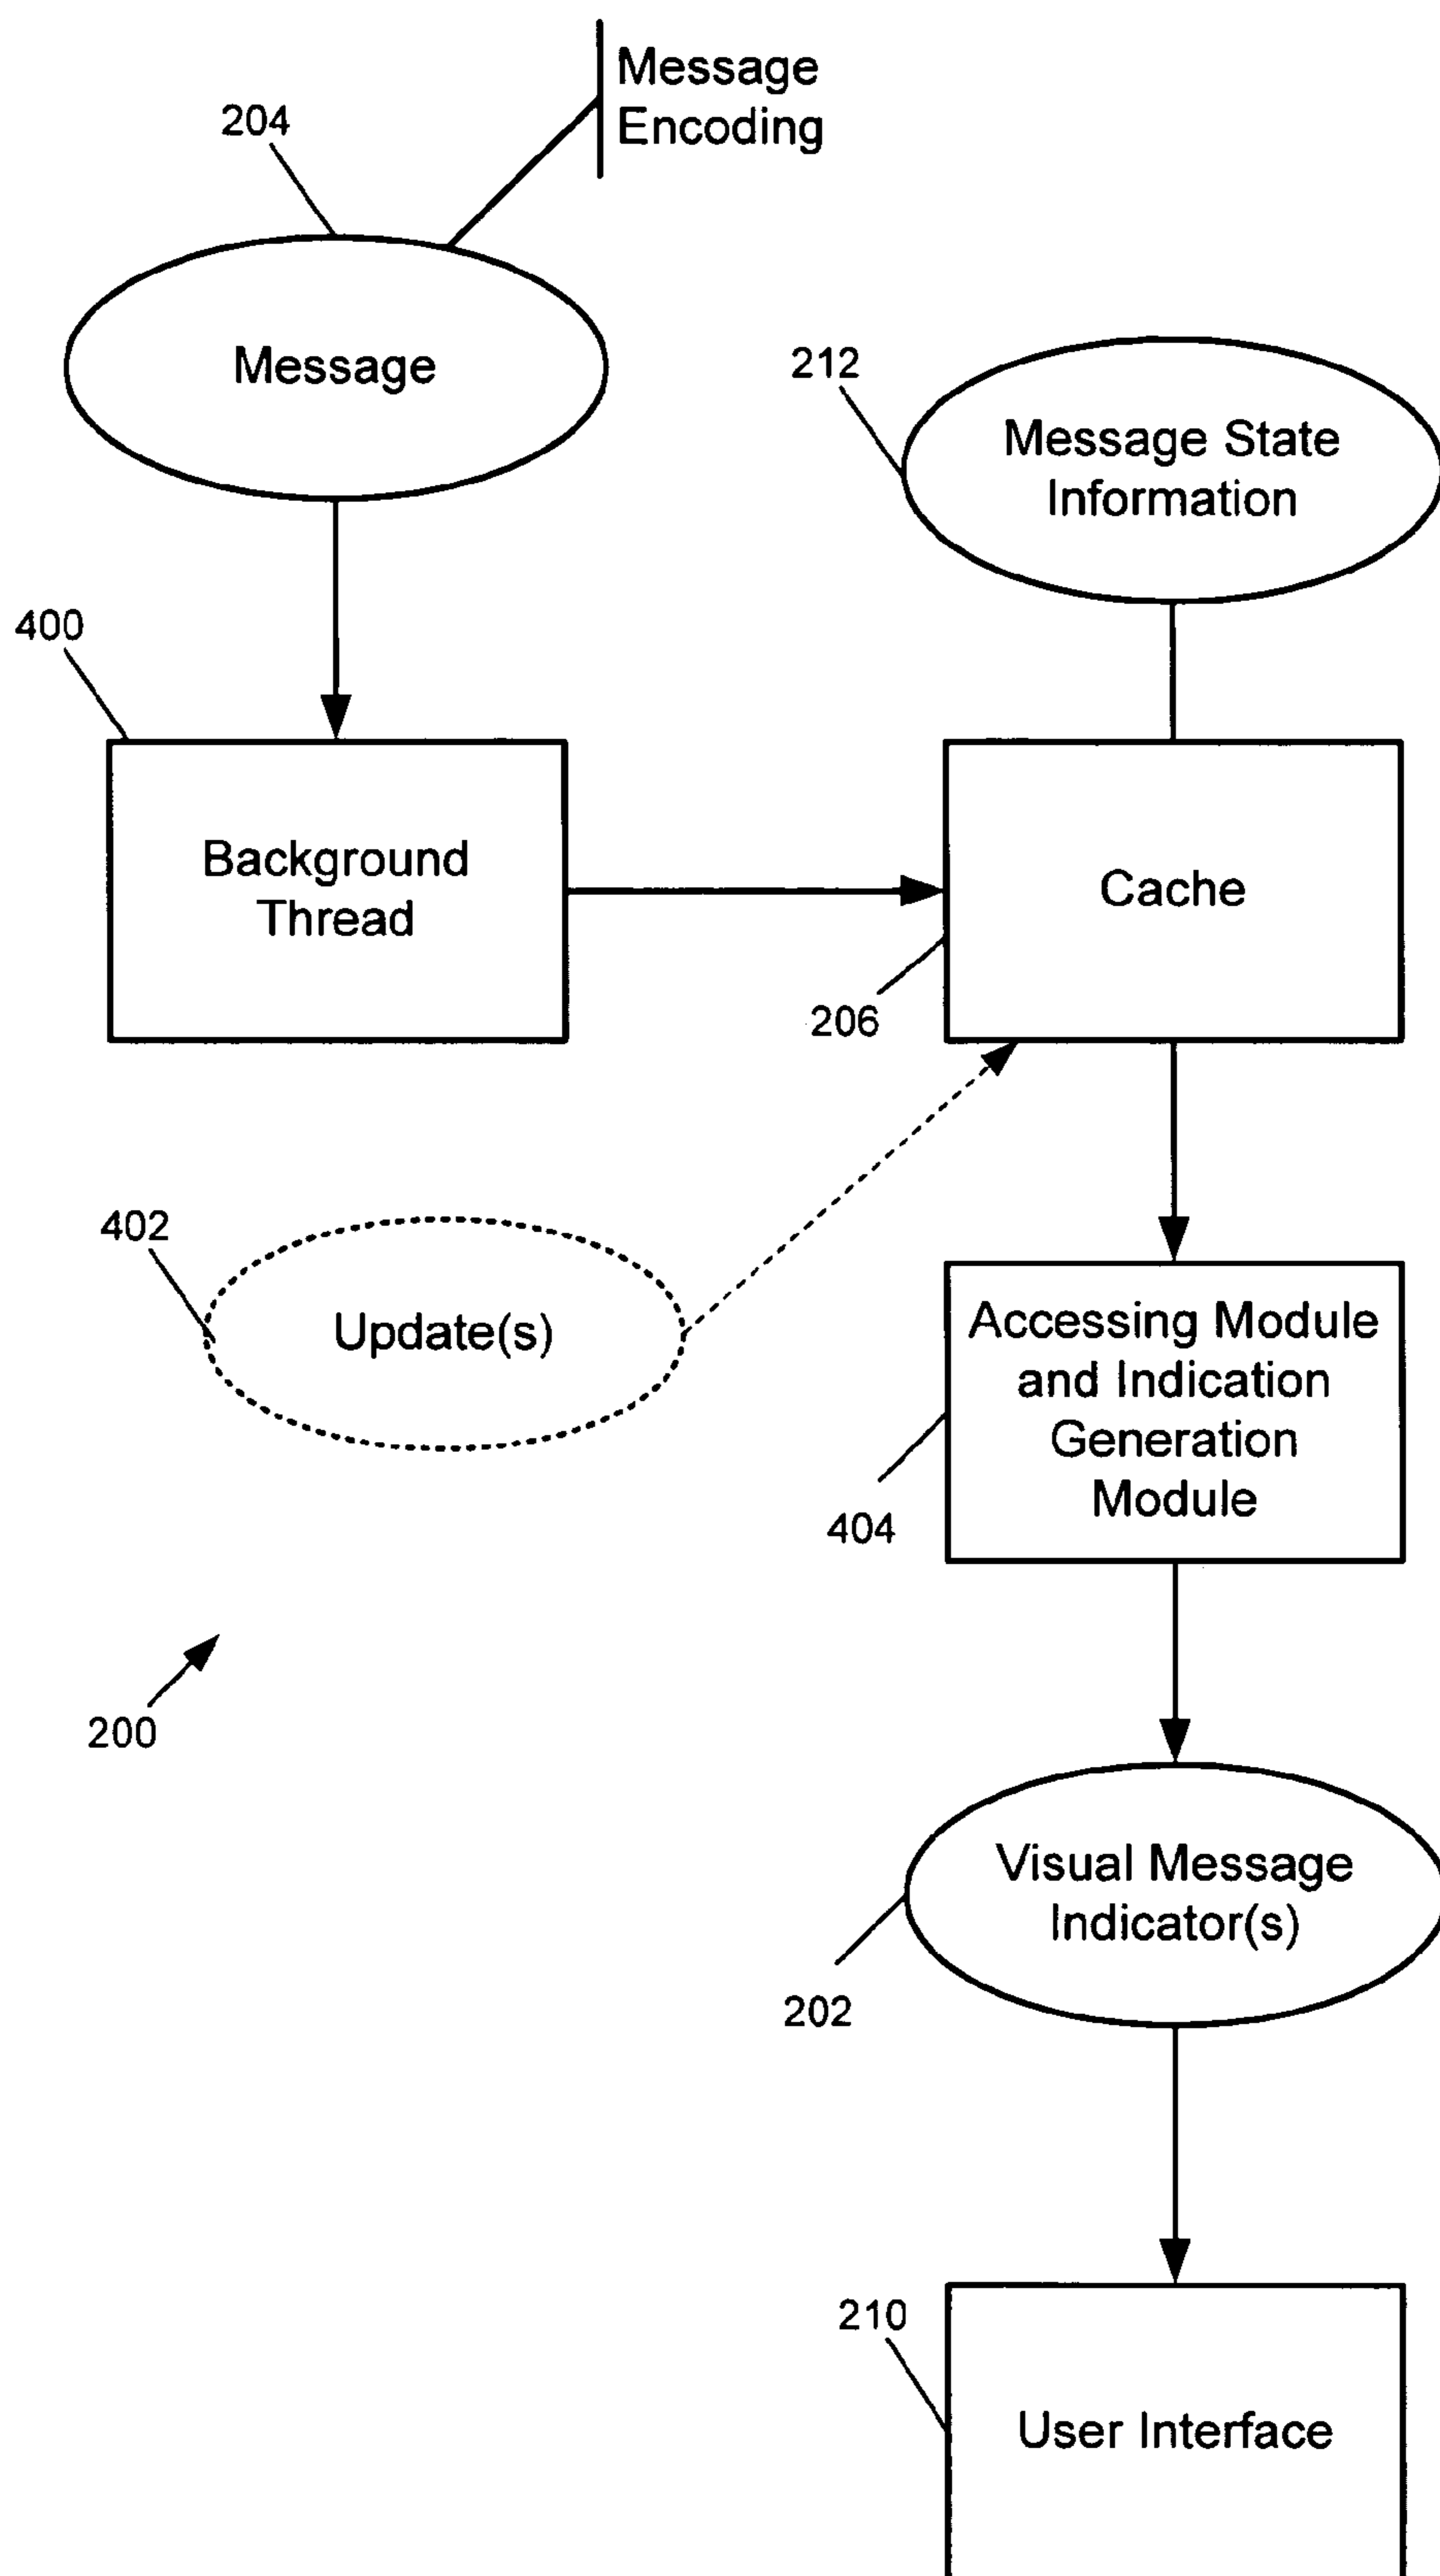 Message
Encoding
204
Message
212
Message State
Information
400
Background
Thread
Cache
206
402
Update(s)
Accessing Module
and Indication
Generation
Module
404
200
Visual Message
Indicator(s)
202
210
User Interface